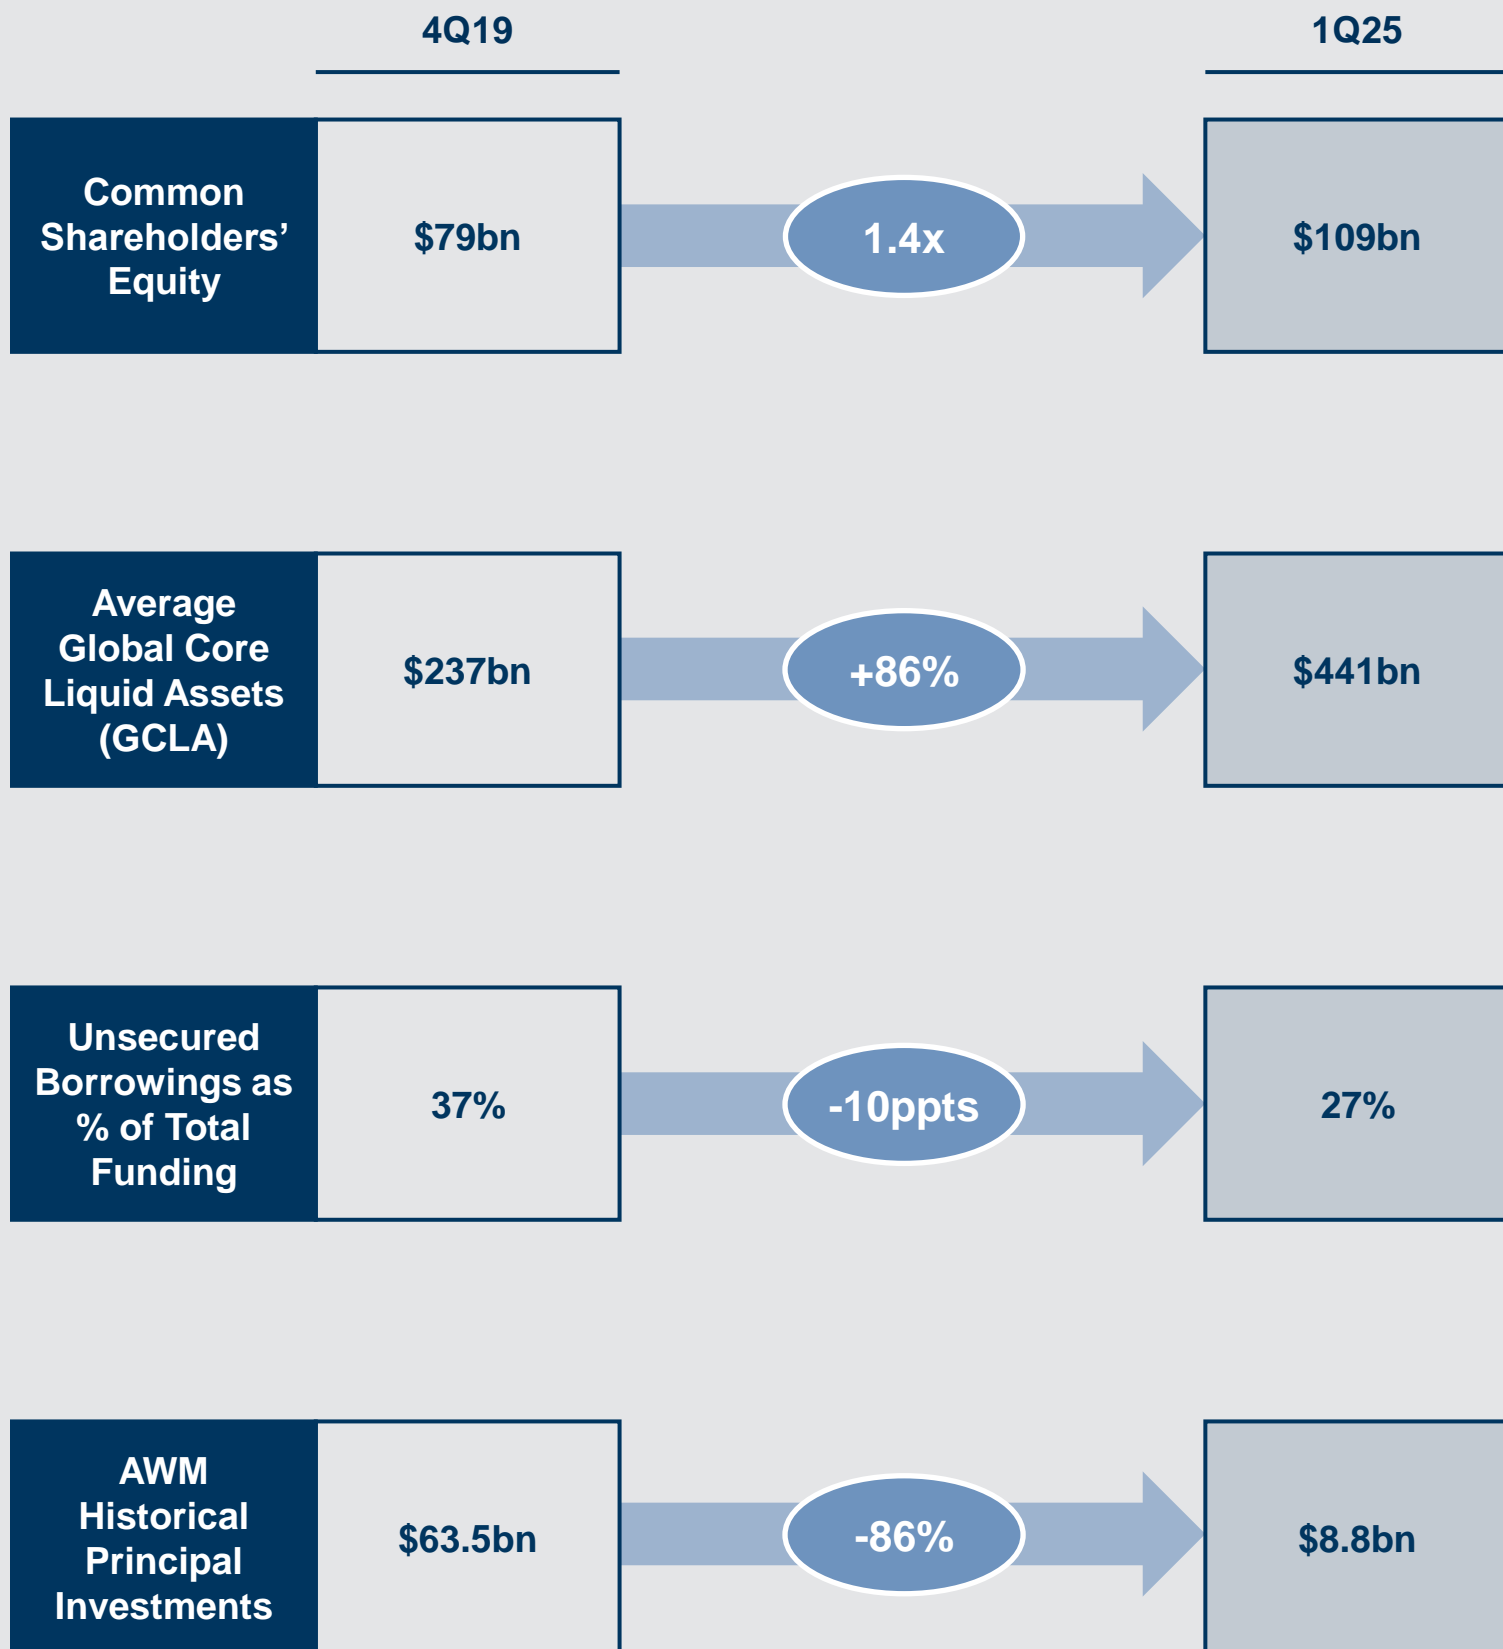 4Q19
1Q25
Common
Shareholders’
Equity
$79bn
1.4x
$109bn
Average
Global Core
Liquid Assets
(GCLA)
$237bn
+86%
$441bn
Unsecured
Borrowings as
% of Total
Funding
37%
-10ppts
27%
AWM
Historical
Principal
Investments
$63.5bn
-86%
$8.8bn